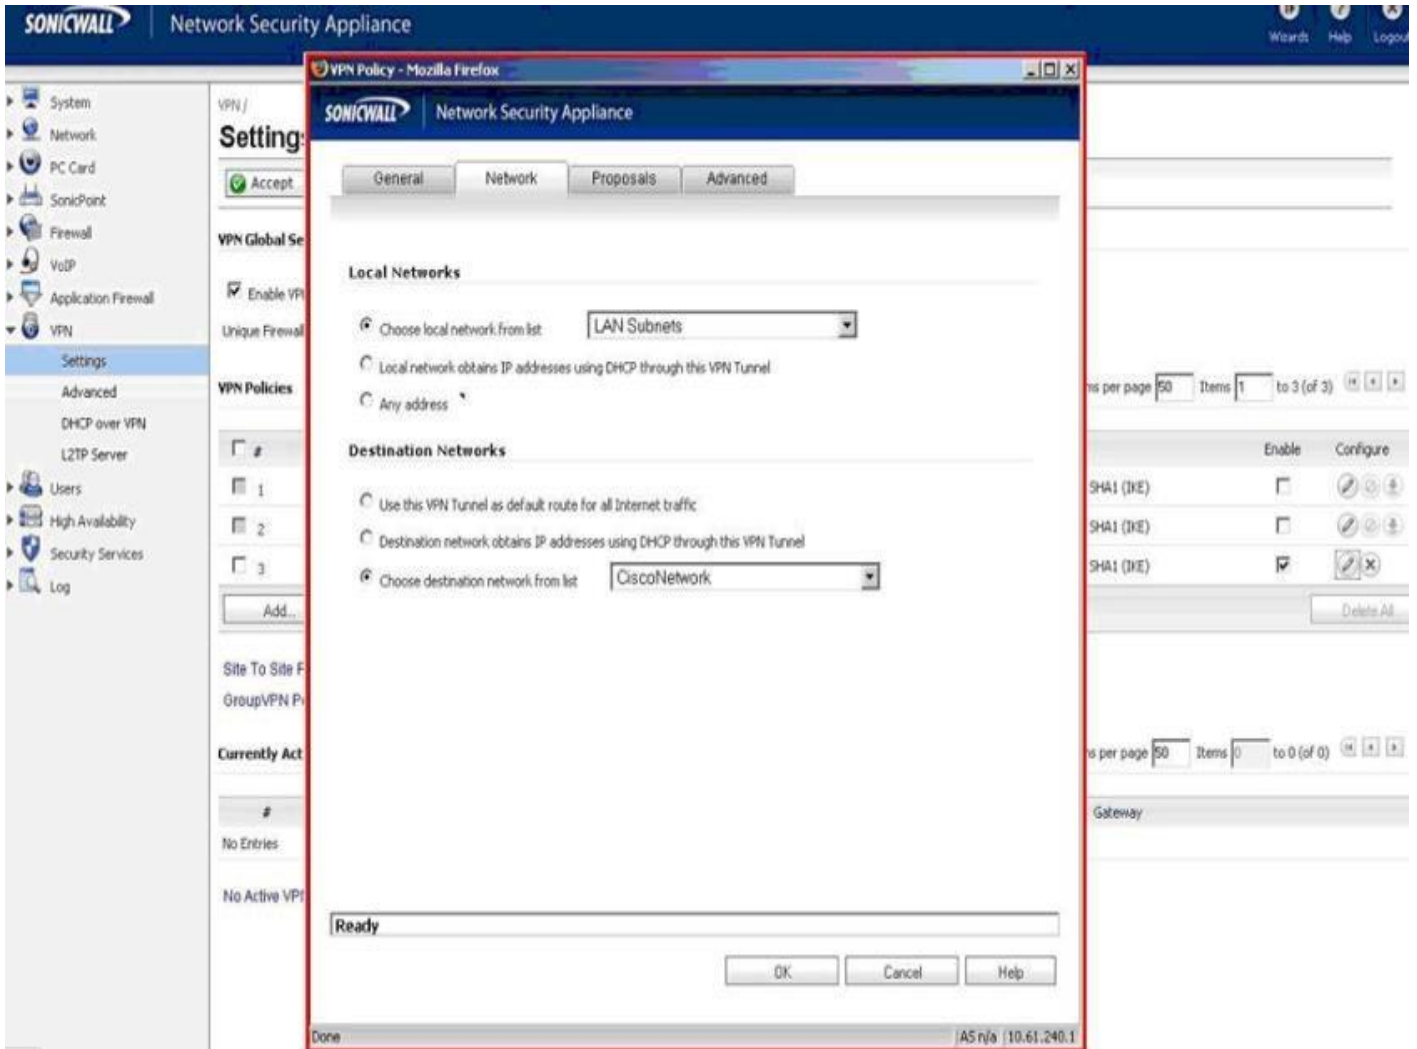 SONICWALL Network Security Appliance
Wizards Help Logout
System
Network
PC Card
SonicPoint
Firewall
VoIP
Application Firewall
VPN
Settings
Advanced
DHCP over VPN
L2TP Server
Users
High Availability
Security Services
Log
VPN /
Settings
Accept
VPN Global Se
Enable VPN
Unique Firewall
VPN Policies
#
1
2
3
Add..
Site To Site P
GroupVPN P
Currently Act
#
No Entries
No Active VPN
VPN Policy - Mozilla Firefox
SONICWALL Network Security Appliance
General Network Proposals Advanced
Local Networks
Choose local network from list LAN Subnets
Local network obtains IP addresses using DHCP through this VPN Tunnel
Any address
Destination Networks
Use this VPN Tunnel as default route for all Internet traffic
Destination network obtains IP addresses using DHCP through this VPN Tunnel
Choose destination network from list CiscoNetwork
Ready
OK Cancel Help
Done AS n/a 10.61.240.1
ns per page 50 Items 1 to 3 (of 3)
Enable Configure
SHA1 (IKE)
SHA1 (IKE)
SHA1 (IKE)
Delete All
ns per page 50 Items 0 to 0 (of 0)
Gateway